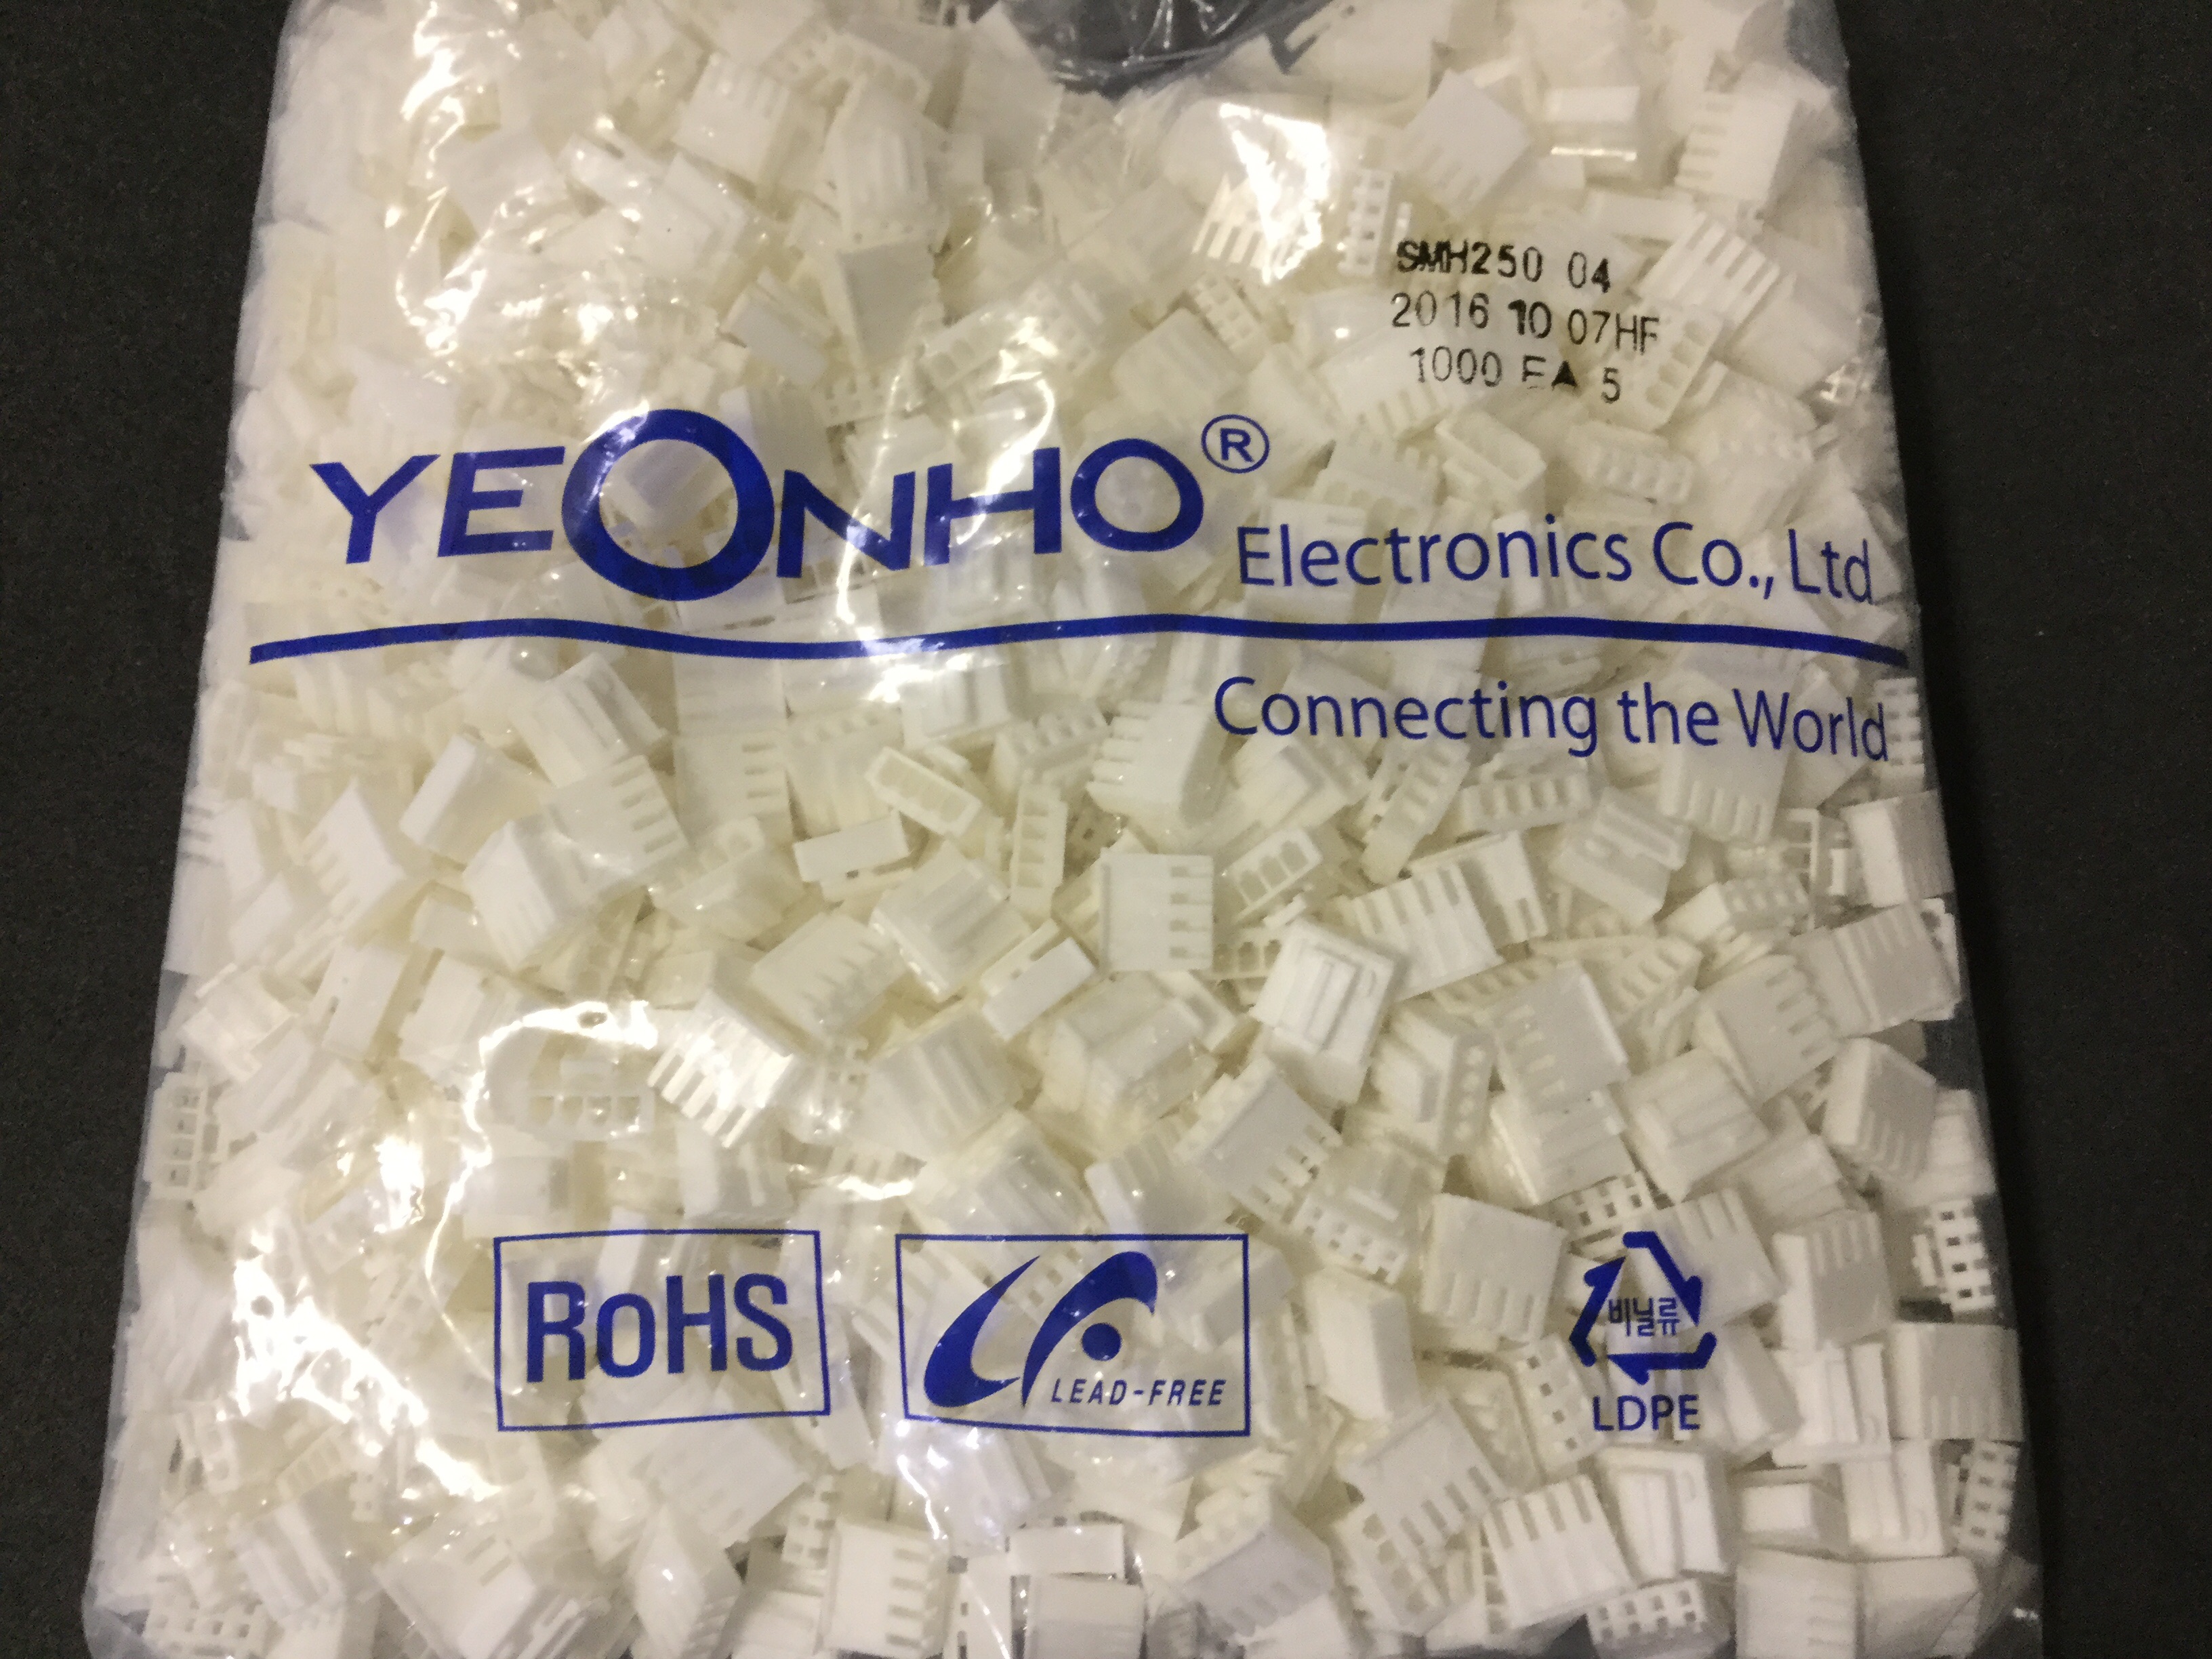 SMH250 04
2016 10 07HF
1000 EA 5
YEONHO®
Electronics Co., Ltd
Connecting the World
RoHS
LF
LEAD-FREE
비닐류
LDPE